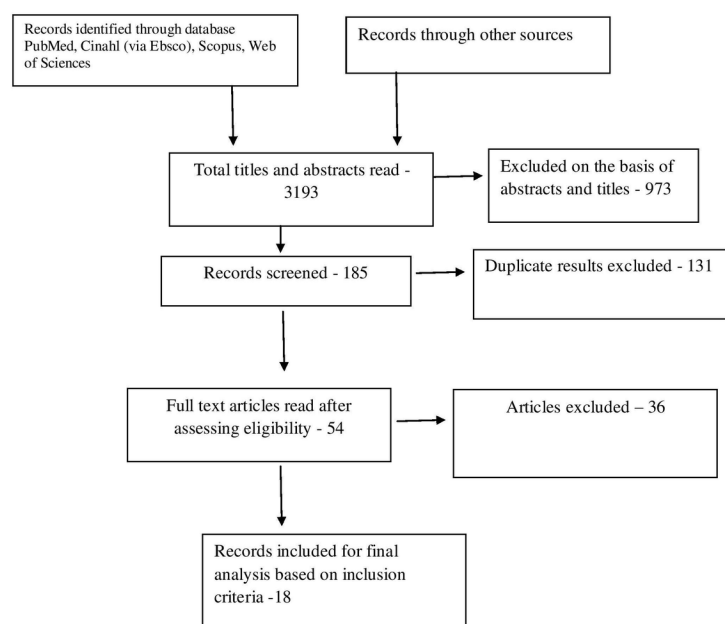 Records identified through database
PubMed, Cinahl (via Ebsco), Scopus, Web
of Sciences
Records through other sources
Total titles and abstracts read -
3193
Excluded on the basis of
abstracts and titles - 973
Records screened - 185
Duplicate results excluded - 131
Full text articles read after
assessing eligibility - 54
Articles excluded – 36
Records included for final
analysis based on inclusion
criteria -18